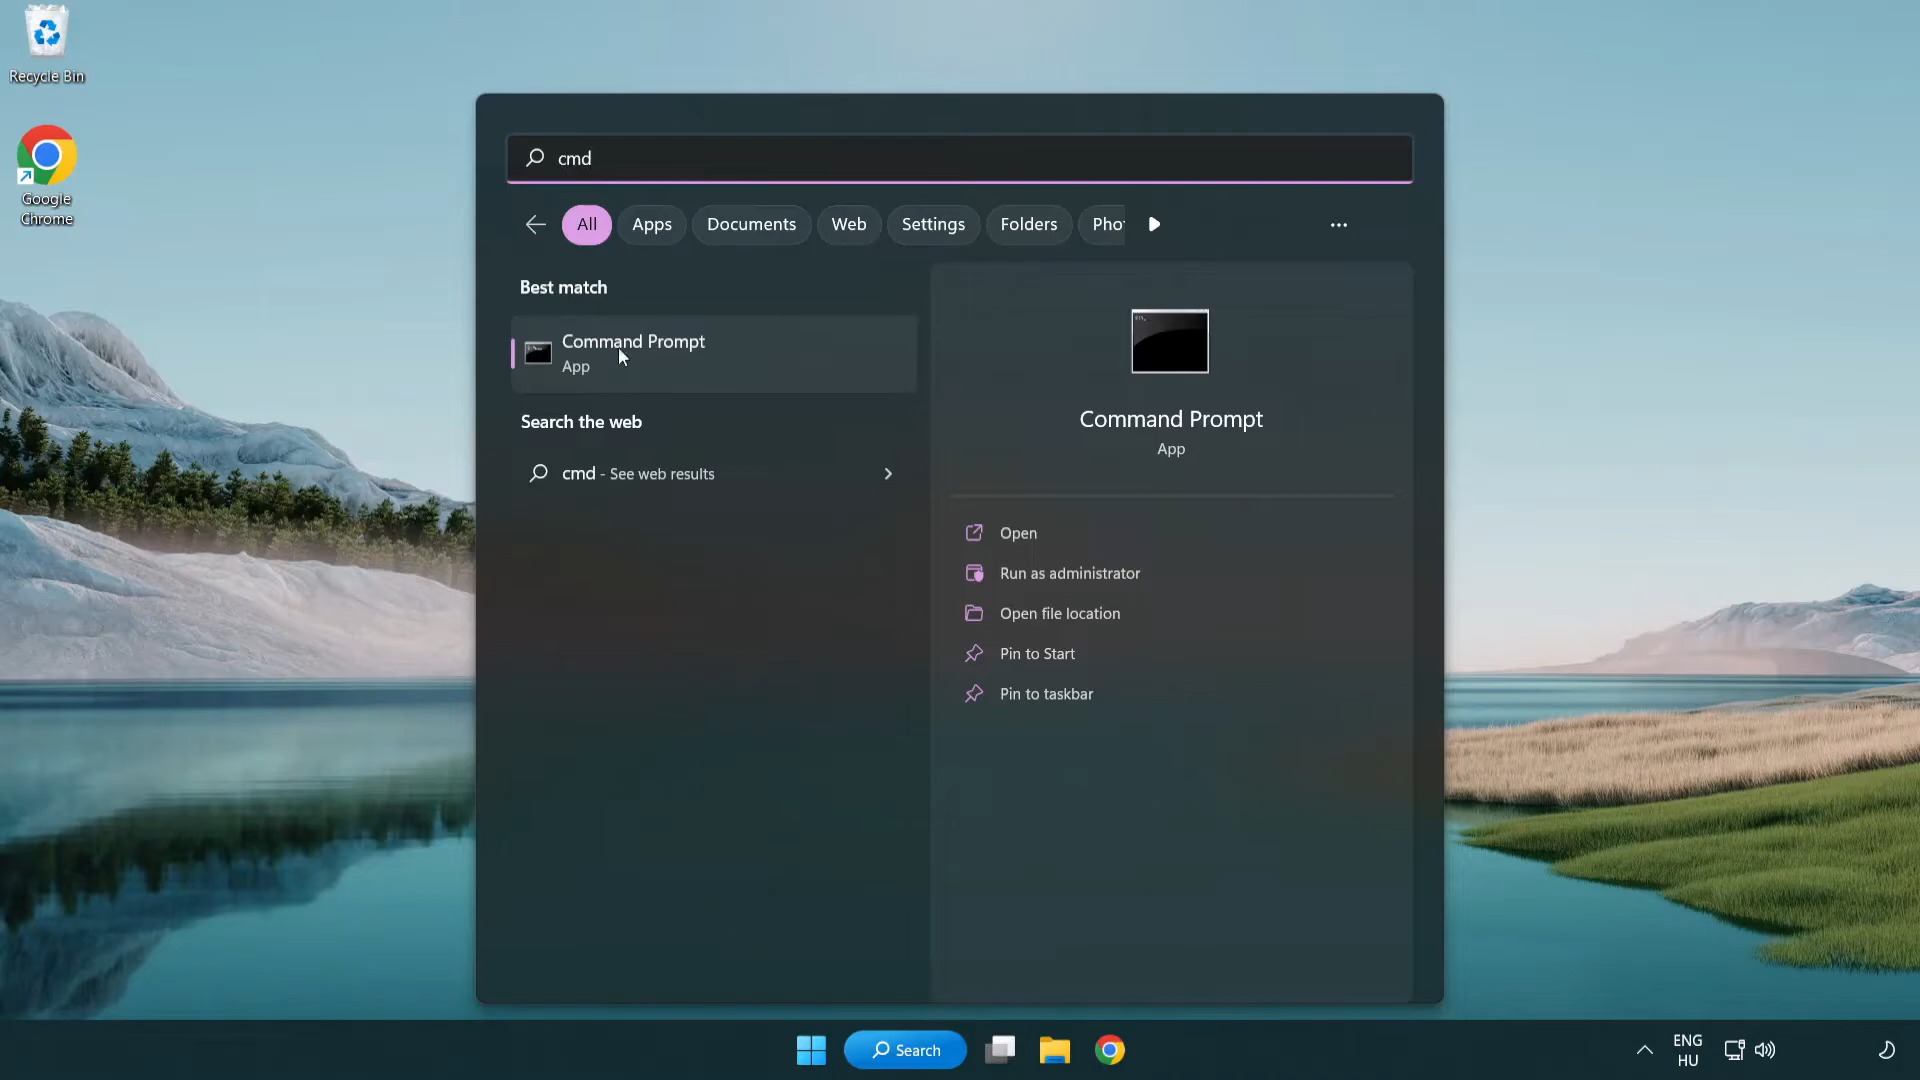 Recycle Bin
Google
Chrome
cmd
All
Apps
Documents
Web
Settings
Folders
Pho
Best match
Command Prompt
App
Search the web
cmd - See web results
Command Prompt
App
Open
Run as administrator
Open file location
Pin to Start
Pin to taskbar
Search
ENG
HU